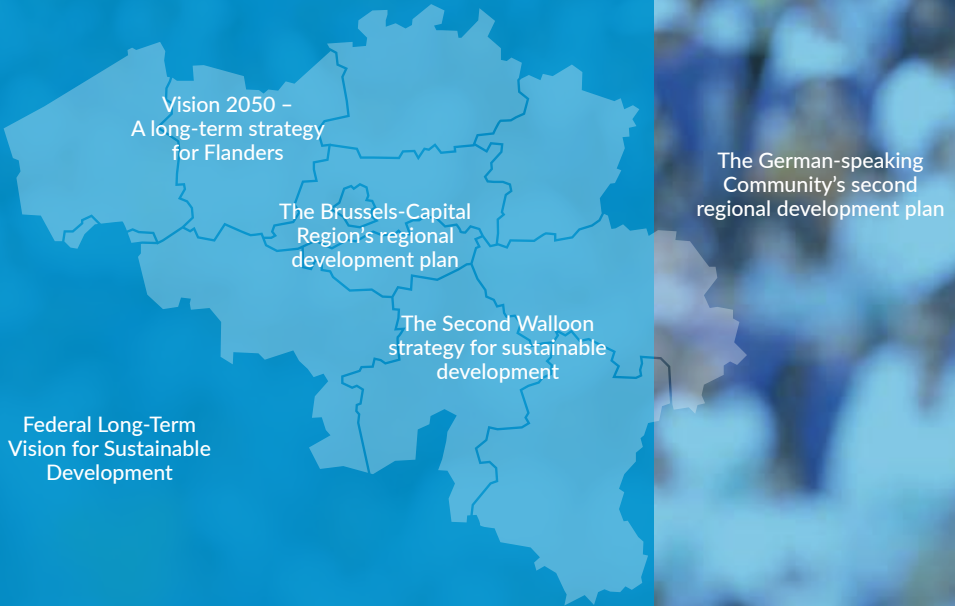 Vision 2050 –
A long-term strategy
for Flanders
The German-speaking
Community's second
regional development plan
The Brussels-Capital
Region's regional
development plan
The Second Walloon
strategy for sustainable
development
Federal Long-Term
Vision for Sustainable
Development